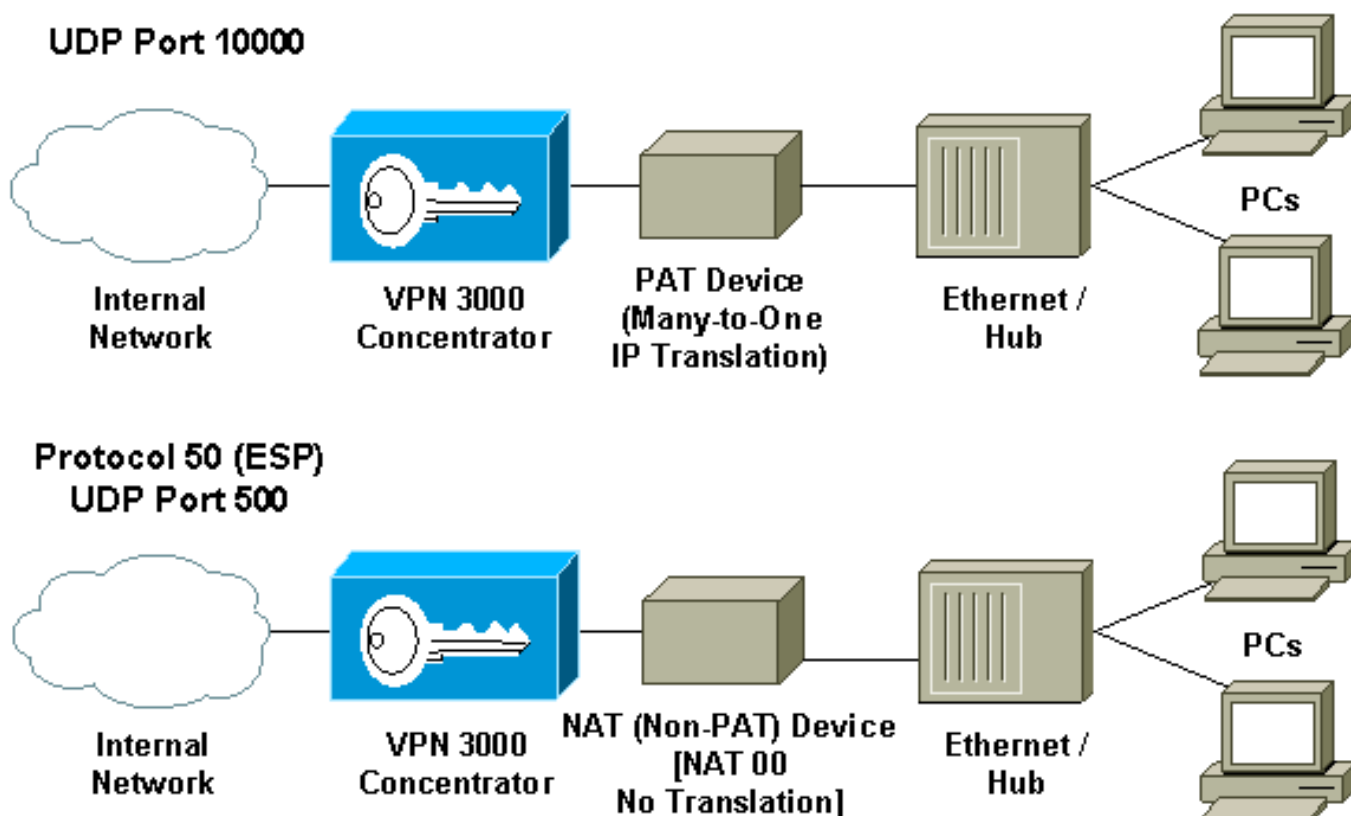 UDP Port 10000
PCs
Internal
Network
VPN 3000
Concentrator
PAT Device
(Many-to-One
IP Translation)
Ethernet /
Hub
Protocol 50 (ESP)
UDP Port 500
PCs
Internal
Network
VPN 3000
Concentrator
NAT (Non-PAT) Device
[NAT 00
No Translation]
Ethernet /
Hub